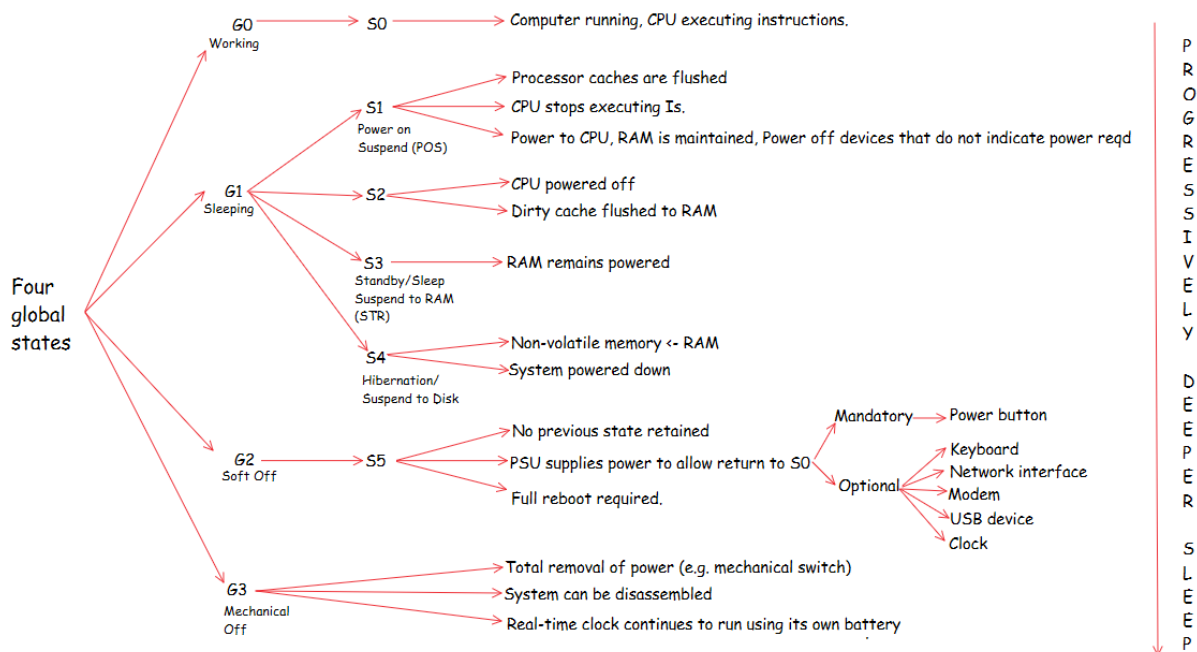 Four
global
states
G0
Working
S0
Computer running, CPU executing instructions.
G1
Sleeping
S1
Power on
Suspend (POS)
Processor caches are flushed
CPU stops executing Is.
Power to CPU, RAM is maintained, Power off devices that do not indicate power reqd
S2
CPU powered off
Dirty cache flushed to RAM
S3
Standby/Sleep
Suspend to RAM
(STR)
RAM remains powered
S4
Hibernation/
Suspend to Disk
Non-volatile memory <- RAM
System powered down
G2
Soft Off
S5
No previous state retained
PSU supplies power to allow return to S0
Mandatory
Power button
Optional
Keyboard
Network interface
Modem
USB device
Clock
Full reboot required.
G3
Mechanical
Off
Total removal of power (e.g. mechanical switch)
System can be disassembled
Real-time clock continues to run using its own battery
PROGRESSIVELY DEEPER SLEEP